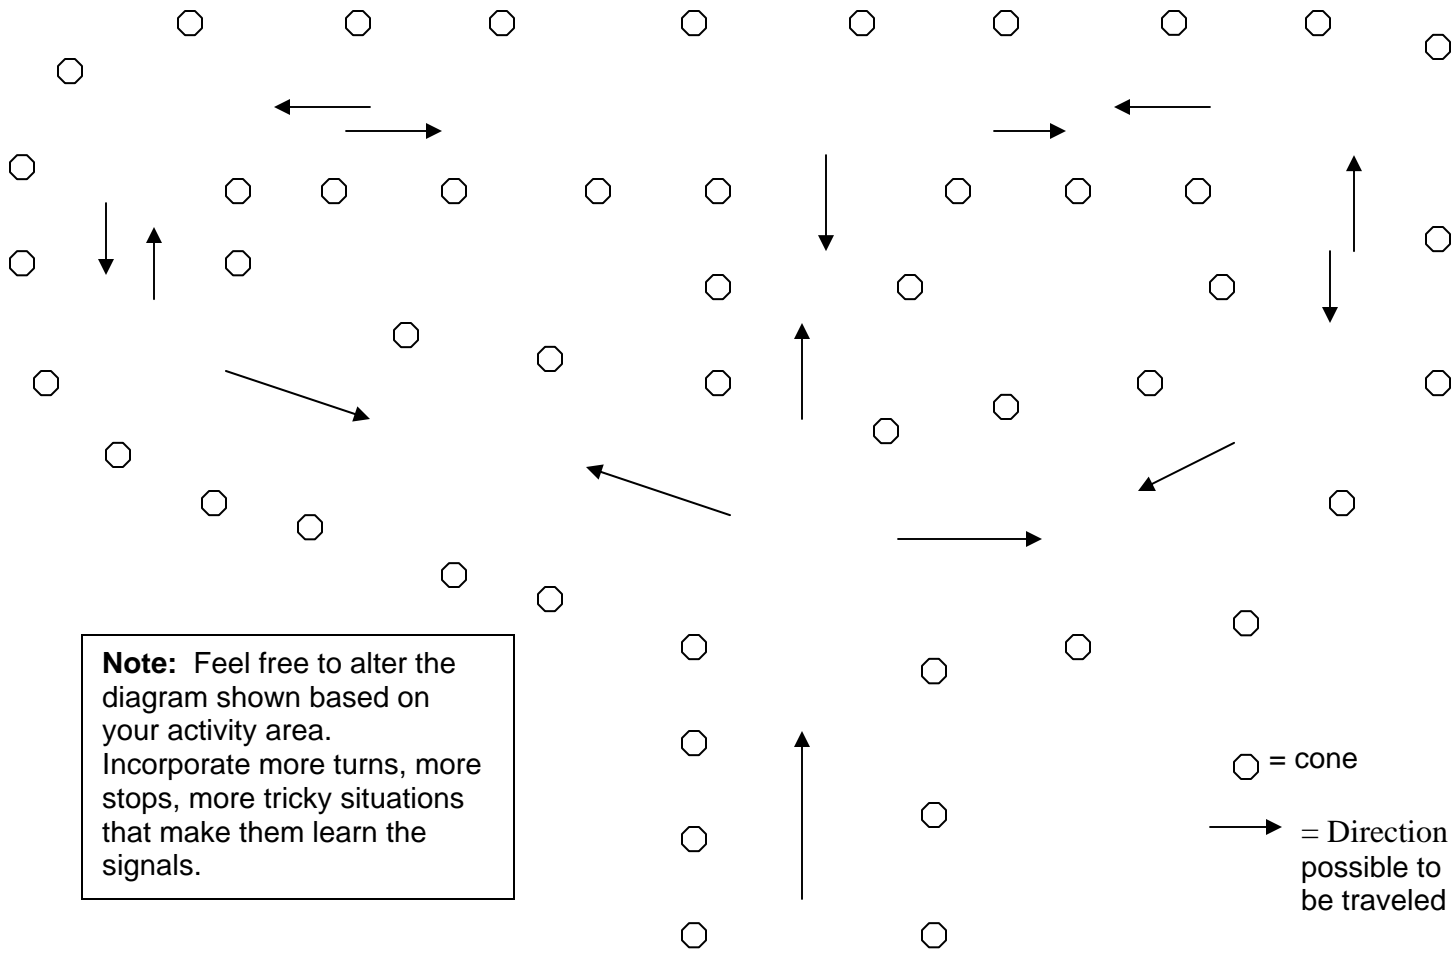 Note: Feel free to alter the
diagram shown based on
your activity area.
Incorporate more turns, more
stops, more tricky situations
that make them learn the
signals.
= cone
= Direction
possible to
be traveled